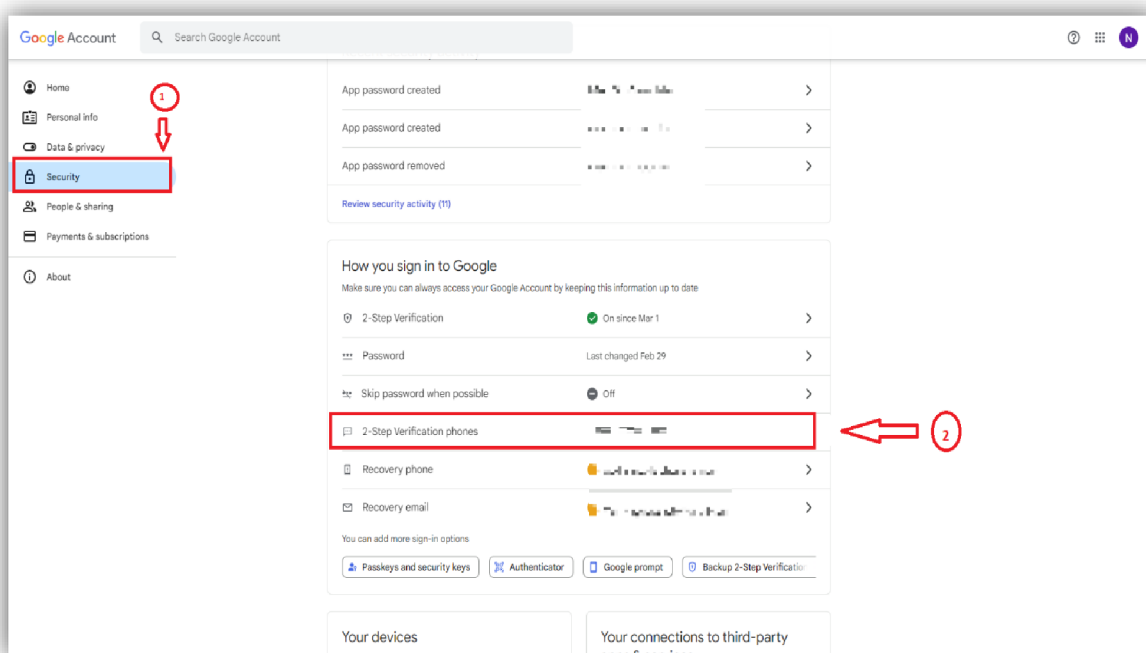 Google Account
Search Google Account
N
Home
Personal info
Data & privacy
Security
People & sharing
Payments & subscriptions
About
1
App password created
App password created
App password removed
Review security activity (11)
How you sign in to Google
Make sure you can always access your Google Account by keeping this information up to date
2-Step Verification On since Mar 1
Password Last changed Feb 29
Skip password when possible Off
2-Step Verification phones
2
Recovery phone
Recovery email
You can add more sign-in options
Passkeys and security keys Authenticator Google prompt Backup 2-Step Verificatio
Your devices
Your connections to third-party